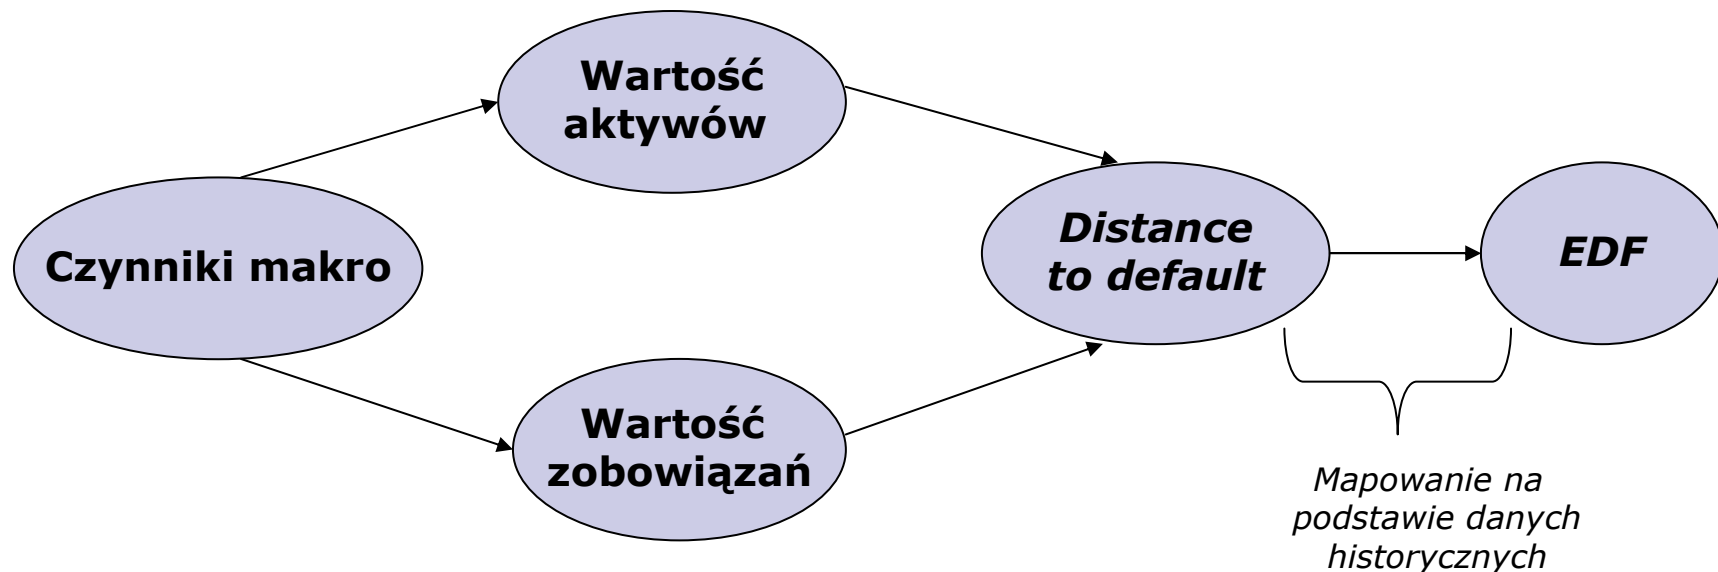 Wartość
aktywów
Czynniki makro
Distance
to default
EDF
Wartość
zobowiązań
Mapowanie na
podstawie danych
historycznych